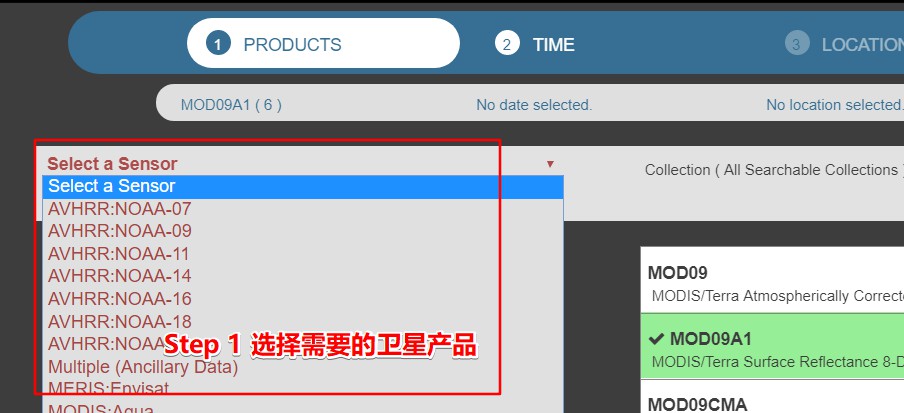 1 PRODUCTS
2 TIME
3 LOCATION
MOD09A1 ( 6 )
No date selected.
No location selected.
Select a Sensor
Collection ( All Searchable Collections )
Select a Sensor
AVHRR:NOAA-07
AVHRR:NOAA-09
AVHRR:NOAA-11
AVHRR:NOAA-14
AVHRR:NOAA-16
AVHRR:NOAA-18
AVHRR:NOAA
Step 1 选择需要的卫星产品
Multiple (Ancillary Data)
MERIS:Envisat
MODIS:Aqua
MOD09
MODIS/Terra Atmospherically Correcte
MOD09A1
MODIS/Terra Surface Reflectance 8-D
MOD09CMA